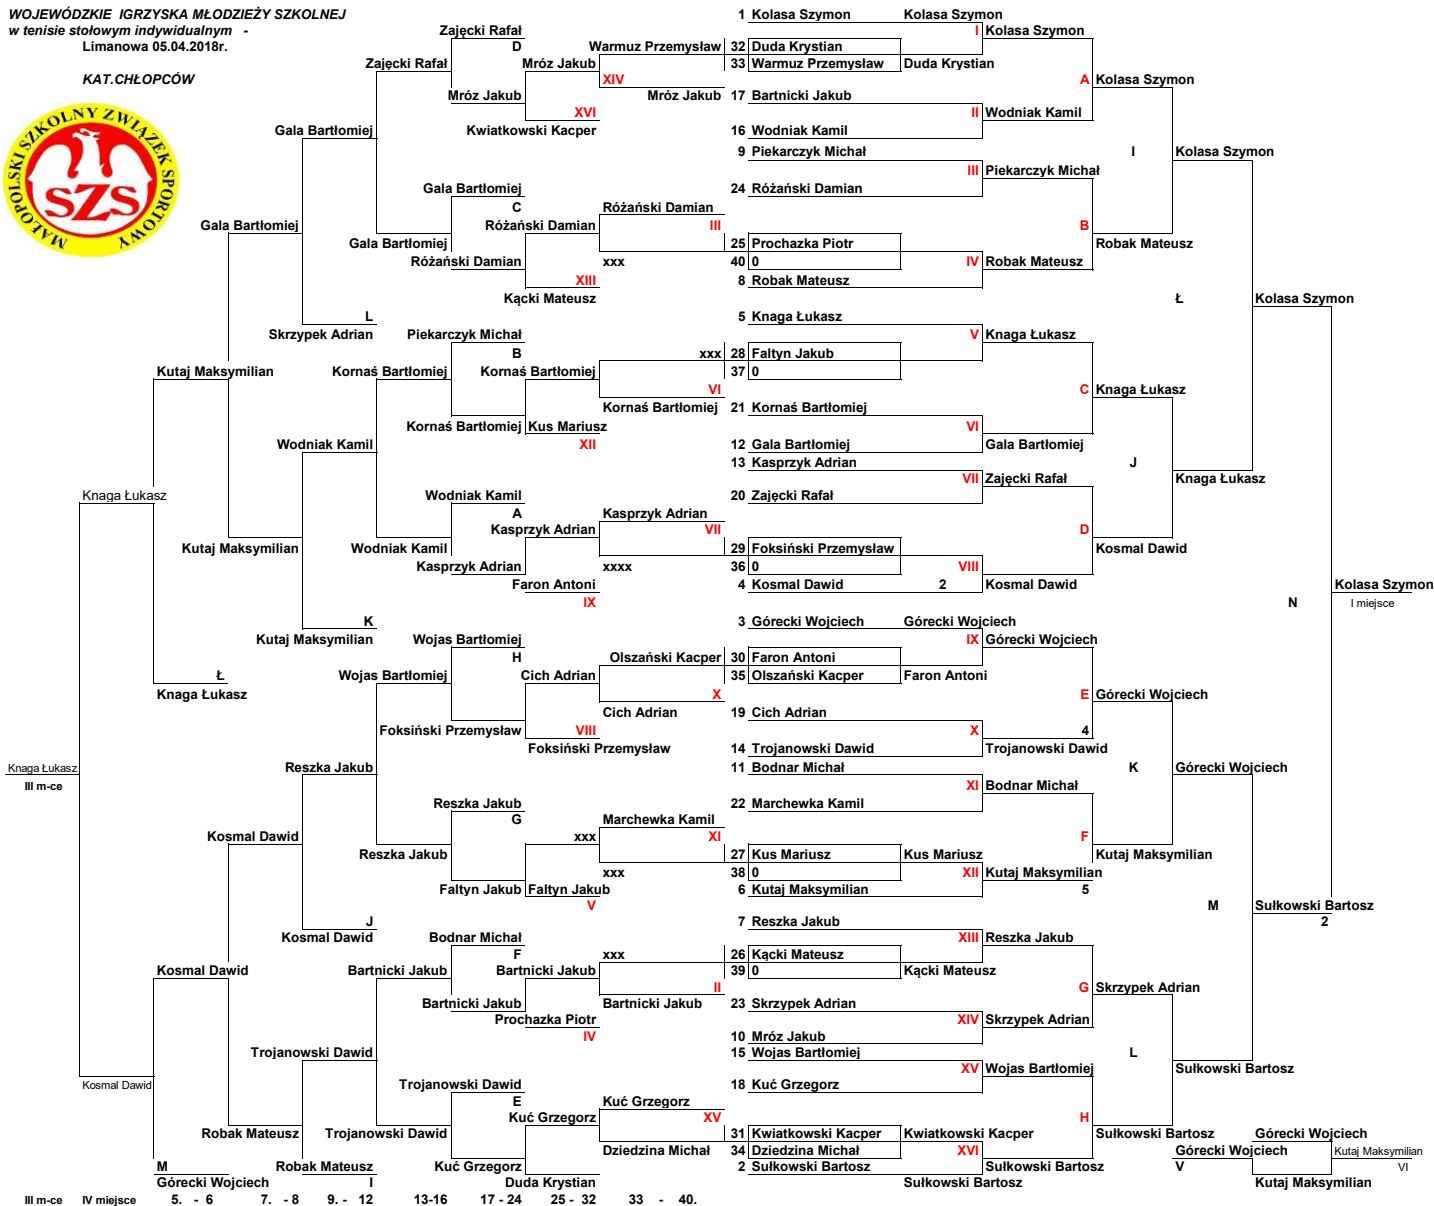 WOJEWÓDZKIE IGRZYSKA MŁODZIEŻY SZKOLNEJ
w tenisie stołowym indywidualnym -
Limanowa 05.04.2018r.
KAT.CHŁOPCÓW
MAŁOPOLSKI SZKOLNY ZWIĄZEK SPORTOWY
SZS
1 Kolasa Szymon Kolasa Szymon
Zajęcki Rafał I Kolasa Szymon
D Warmuz Przemysław 32 Duda Krystian
Zajęcki Rafał Mróz Jakub 33 Warmuz Przemysław Duda Krystian
XIV A Kolasa Szymon
Mróz Jakub Mróz Jakub 17 Bartnicki Jakub
XVI II Wodniak Kamil
Gala Bartłomiej Kwiatkowski Kacper 16 Wodniak Kamil
9 Piekarczyk Michał I Kolasa Szymon
III Piekarczyk Michał
Gala Bartłomiej 24 Różański Damian
C Różański Damian
Gala Bartłomiej Różański Damian III B
Gala Bartłomiej 25 Prochazka Piotr Robak Mateusz
Różański Damian xxx 40 0 IV Robak Mateusz
XIII 8 Robak Mateusz
Kącki Mateusz Ł Kolasa Szymon
L 5 Knaga Łukasz
Skrzypek Adrian Piekarczyk Michał V Knaga Łukasz
B xxx 28 Faltyn Jakub
Kutaj Maksymilian Kornaś Bartłomiej Kornaś Bartłomiej 37 0
VI C Knaga Łukasz
Kornaś Bartłomiej 21 Kornaś Bartłomiej
Kornaś Bartłomiej Kus Mariusz VI
Wodniak Kamil XII 12 Gala Bartłomiej Gala Bartłomiej
13 Kasprzyk Adrian J
VII Zajęcki Rafał Knaga Łukasz
Knaga Łukasz Wodniak Kamil 20 Zajęcki Rafał
A Kasprzyk Adrian
Kasprzyk Adrian VII D
Kutaj Maksymilian Wodniak Kamil 29 Foksiński Przemysław Kosmal Dawid
Kasprzyk Adrian xxxx 36 0 VIII
Faron Antoni 4 Kosmal Dawid 2 Kosmal Dawid Kolasa Szymon
IX N I miejsce
K 3 Górecki Wojciech Górecki Wojciech
Kutaj Maksymilian Wojas Bartłomiej IX Górecki Wojciech
H Olszański Kacper 30 Faron Antoni
Ł Wojas Bartłomiej Cich Adrian 35 Olszański Kacper Faron Antoni
Knaga Łukasz X E Górecki Wojciech
Cich Adrian 19 Cich Adrian
Foksiński Przemysław VIII X 4
Foksiński Przemysław 14 Trojanowski Dawid Trojanowski Dawid
Knaga Łukasz Reszka Jakub 11 Bodnar Michał K Górecki Wojciech
III m-ce XI Bodnar Michał
Reszka Jakub 22 Marchewka Kamil
G Marchewka Kamil
Kosmal Dawid xxx XI F
Reszka Jakub 27 Kus Mariusz Kus Mariusz Kutaj Maksymilian
xxx 38 0 XII Kutaj Maksymilian
Faltyn Jakub Faltyn Jakub 6 Kutaj Maksymilian 5
V M Sułkowski Bartosz
J 7 Reszka Jakub 2
Kosmal Dawid Bodnar Michał XIII Reszka Jakub
F xxx 26 Kącki Mateusz
Kosmal Dawid Bartnicki Jakub Bartnicki Jakub 39 0 Kącki Mateusz
II G Skrzypek Adrian
Bartnicki Jakub Bartnicki Jakub 23 Skrzypek Adrian
Prochazka Piotr XIV Skrzypek Adrian
IV 10 Mróz Jakub
Trojanowski Dawid 15 Wojas Bartłomiej L
XV Wojas Bartłomiej Sułkowski Bartosz
Kosmal Dawid Trojanowski Dawid 18 Kuć Grzegorz
E Kuć Grzegorz
Kuć Grzegorz XV H
Robak Mateusz Trojanowski Dawid 31 Kwiatkowski Kacper Kwiatkowski Kacper Sułkowski Bartosz Górecki Wojciech
Dziedzina Michał 34 Dziedzina Michał XVI Górecki Wojciech Kutaj Maksymilian
M Robak Mateusz Kuć Grzegorz 2 Sułkowski Bartosz Sułkowski Bartosz V VI
Górecki Wojciech I Duda Krystian Sułkowski Bartosz Kutaj Maksymilian
III m-ce IV miejsce 5. - 6 7. - 8 9. - 12 13-16 17 - 24 25 - 32 33 - 40.